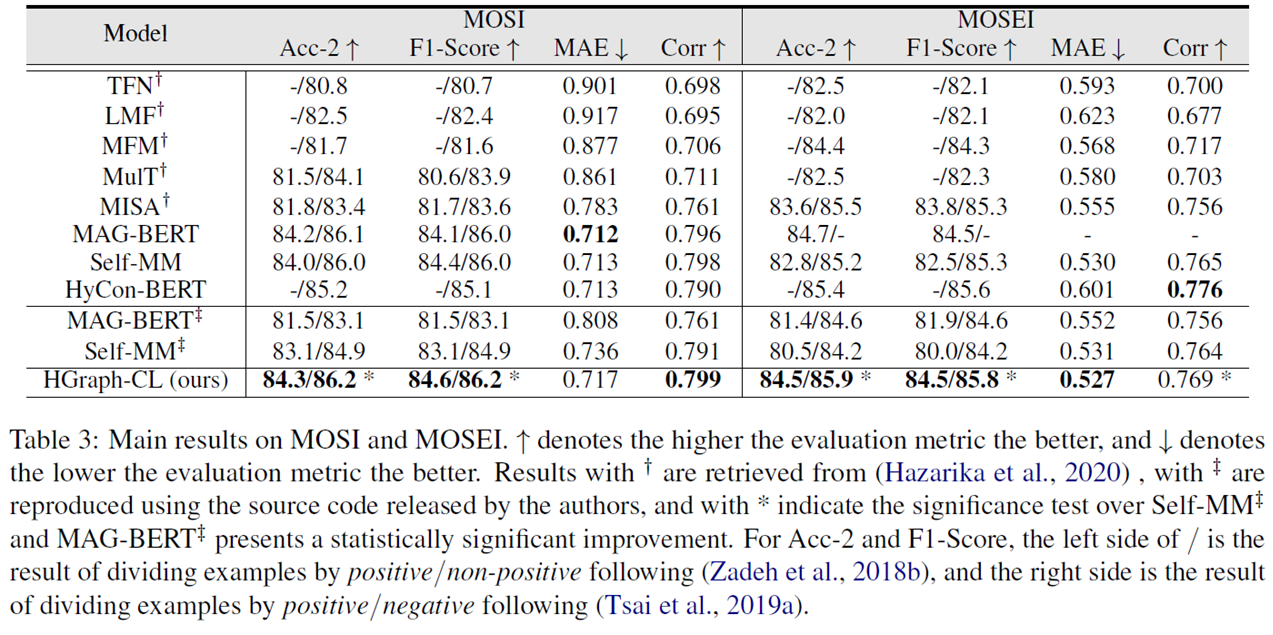 Model MOSI MOSEI
Acc-2 ↑ F1-Score ↑ MAE ↓ Corr ↑ Acc-2 ↑ F1-Score ↑ MAE ↓ Corr ↑
TFN† -/80.8 -/80.7 0.901 0.698 -/82.5 -/82.1 0.593 0.700
LMF† -/82.5 -/82.4 0.917 0.695 -/82.0 -/82.1 0.623 0.677
MFM† -/81.7 -/81.6 0.877 0.706 -/84.4 -/84.3 0.568 0.717
MulT† 81.5/84.1 80.6/83.9 0.861 0.711 -/82.5 -/82.3 0.580 0.703
MISA† 81.8/83.4 81.7/83.6 0.783 0.761 83.6/85.5 83.8/85.3 0.555 0.756
MAG-BERT 84.2/86.1 84.1/86.0 0.712 0.796 84.7/- 84.5/- - -
Self-MM 84.0/86.0 84.4/86.0 0.713 0.798 82.8/85.2 82.5/85.3 0.530 0.765
HyCon-BERT -/85.2 -/85.1 0.713 0.790 -/85.4 -/85.6 0.601 0.776
MAG-BERT‡ 81.5/83.1 81.5/83.1 0.808 0.761 81.4/84.6 81.9/84.6 0.552 0.756
Self-MM‡ 83.1/84.9 83.1/84.9 0.736 0.791 80.5/84.2 80.0/84.2 0.531 0.764
HGraph-CL (ours) 84.3/86.2 * 84.6/86.2 * 0.717 0.799 84.5/85.9 * 84.5/85.8 * 0.527 0.769 *
Table 3: Main results on MOSI and MOSEI. ↑ denotes the higher the evaluation metric the better, and ↓ denotes
the lower the evaluation metric the better. Results with † are retrieved from (Hazarika et al., 2020) , with ‡ are
reproduced using the source code released by the authors, and with * indicate the significance test over Self-MM‡
and MAG-BERT‡ presents a statistically significant improvement. For Acc-2 and F1-Score, the left side of / is the
result of dividing examples by positive/non-positive following (Zadeh et al., 2018b), and the right side is the result
of dividing examples by positive/negative following (Tsai et al., 2019a).